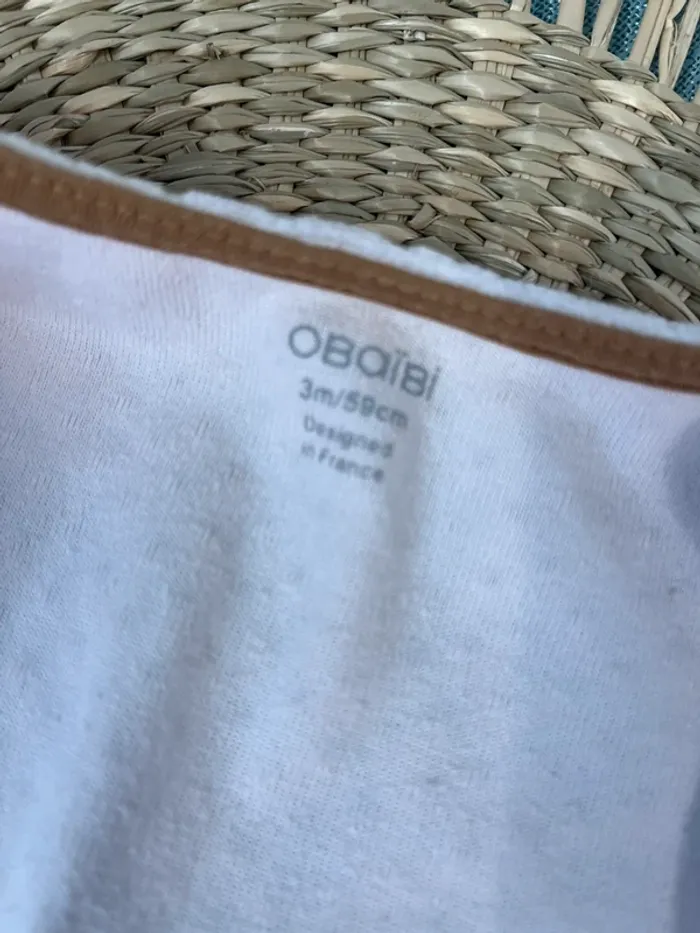 OBaïBi
3m/59cm
Designed
in France